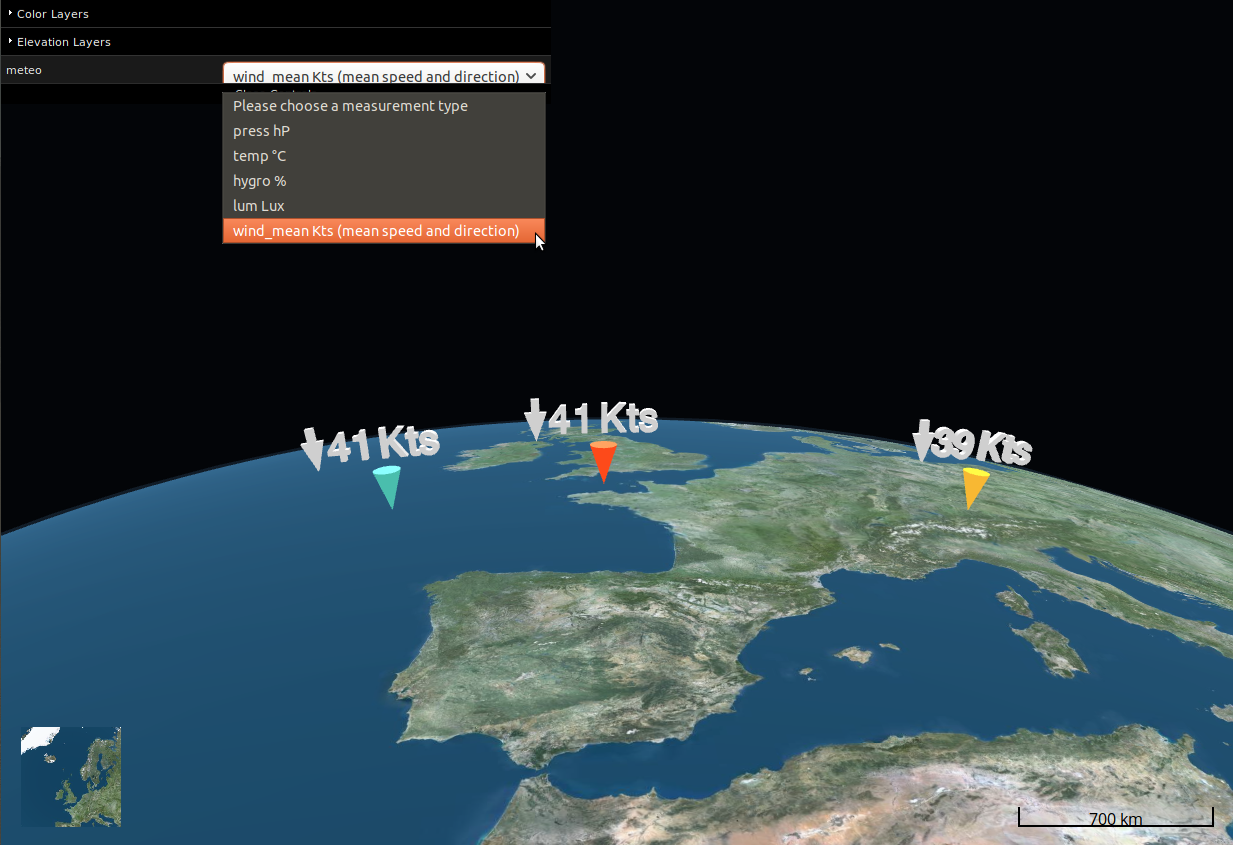 Color Layers
Elevation Layers
meteo
wind_mean Kts (mean speed and direction)
Please choose a measurement type
press hP
temp °C
hygro %
lum Lux
wind_mean Kts (mean speed and direction)
41 Kts
41 Kts
39 Kts
700 km